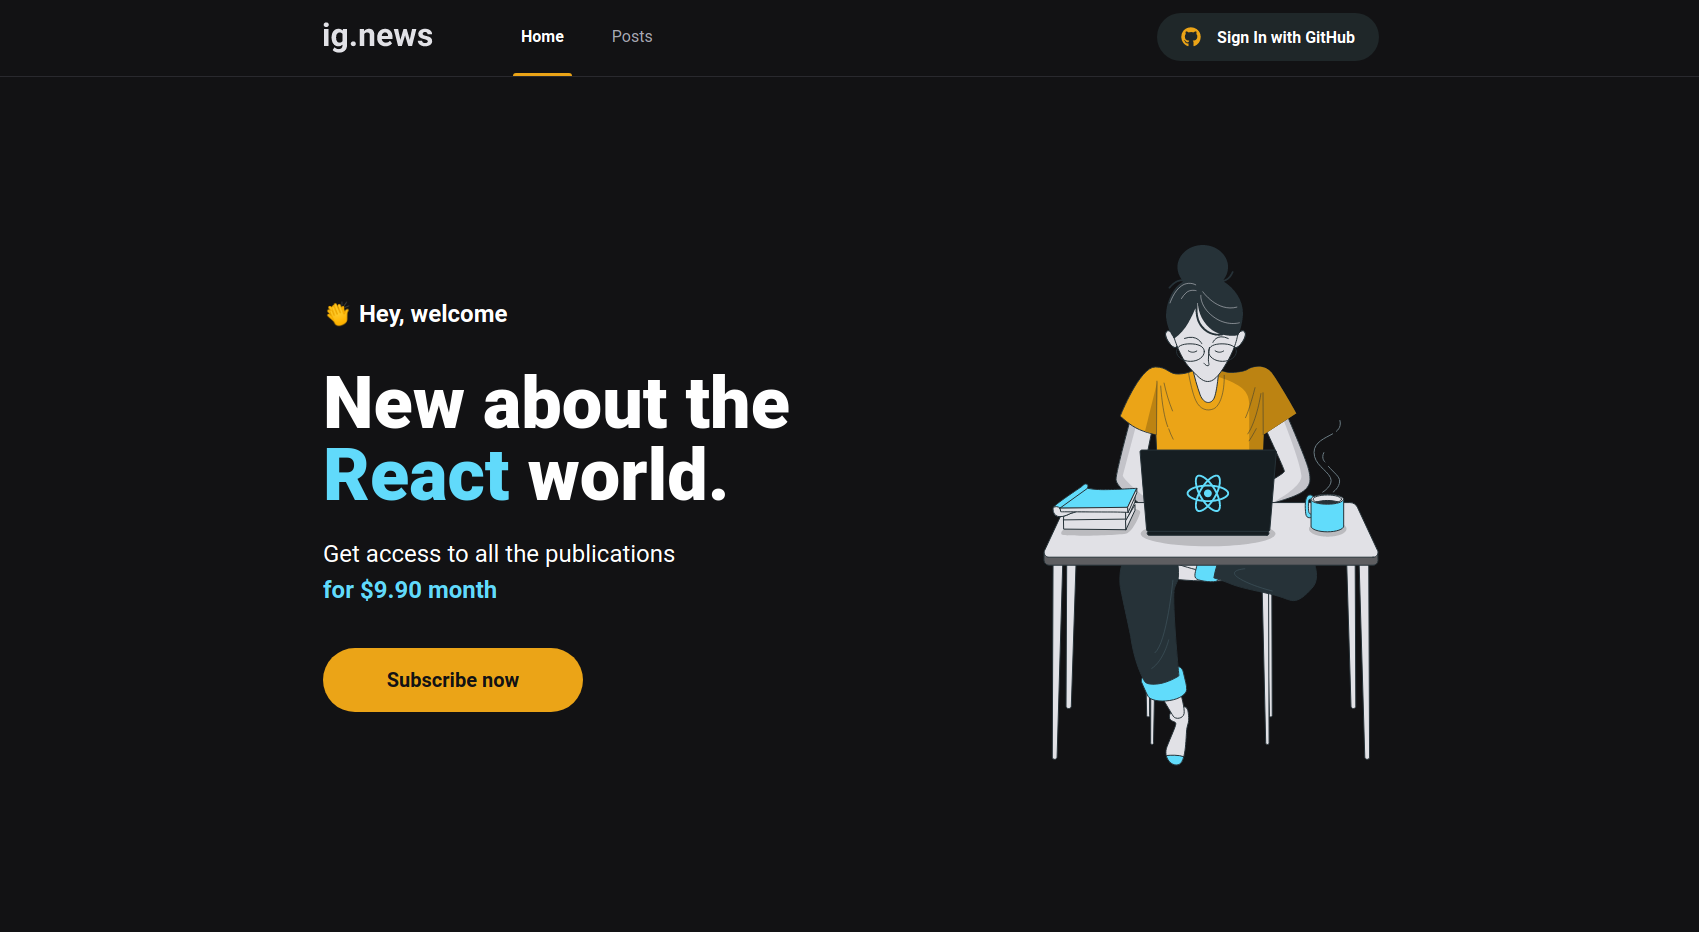 ig.news
Home
Posts
Sign In with GitHub
👏 Hey, welcome
New about the
React world.
Get access to all the publications
for $9.90 month
Subscribe now